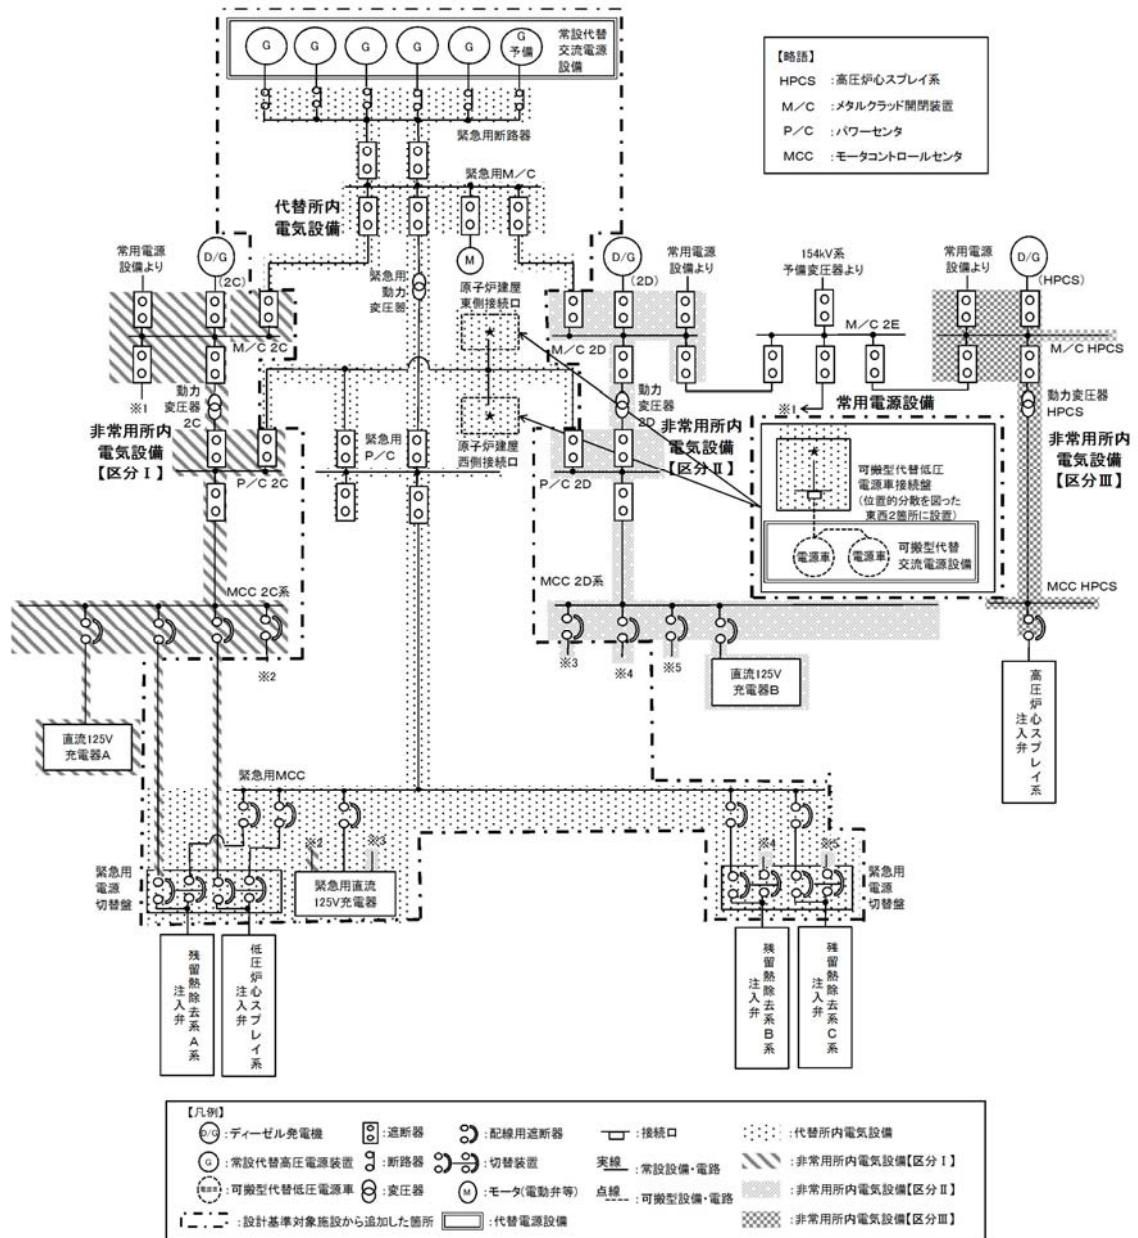 G
G
G
G
G
G
予備
常設代替
交流電源
設備
【略語】
HPCS :高圧炉心スプレイ系
M/C :メタルクラッド開閉装置
P/C :パワーセンタ
MCC :モータコントロールセンタ
緊急用断路器
緊急用M/C
代替所内
電気設備
常用電源
設備より
D/G
(2C)
緊急用
動力
変圧器
M
原子炉建屋
東側接続口
★
D/G
(2D)
常用電源
設備より
154kV系
予備変圧器より
常用電源
設備より
D/G
(HPCS)
M/C 2C
M/C 2D
M/C 2E
M/C HPCS
※1
動力
変圧器
2C
動力
変圧器
2D
※1
常用電源設備
動力変圧器
HPCS
非常用所内
電気設備
【区分Ⅰ】
P/C 2C
緊急用
P/C
★
原子炉建屋
西側接続口
非常用所内
電気設備
【区分Ⅱ】
P/C 2D
★
可搬型代替低圧
電源車接続盤
(位置的分散を図った
東西2箇所に設置)
電源車
電源車
可搬型代替
交流電源設備
非常用所内
電気設備
【区分Ⅲ】
MCC 2C系
MCC 2D系
MCC HPCS
※2
※3
※4
※5
直流125V
充電器A
直流125V
充電器B
高圧炉心スプレイ系
注入弁
緊急用MCC
※2
※3
※4
※5
緊急用
電源
切替盤
緊急用直流
125V充電器
緊急用
電源
切替盤
残留熱除去系A系
注入弁
低圧炉心スプレイ系
注入弁
残留熱除去系B系
注入弁
残留熱除去系C系
注入弁
【凡例】
D/G :ディーゼル発電機
:遮断器
:配線用遮断器
:接続口
:代替所内電気設備
G :常設代替高圧電源装置
:断路器
:切替装置
実線 :常設設備・電路
:非常用所内電気設備【区分Ⅰ】
電源車 :可搬型代替低圧電源車
:変圧器
M :モータ(電動弁等)
点線 :可搬型設備・電路
:非常用所内電気設備【区分Ⅱ】
:設計基準対象施設から追加した箇所
:代替電源設備
:非常用所内電気設備【区分Ⅲ】